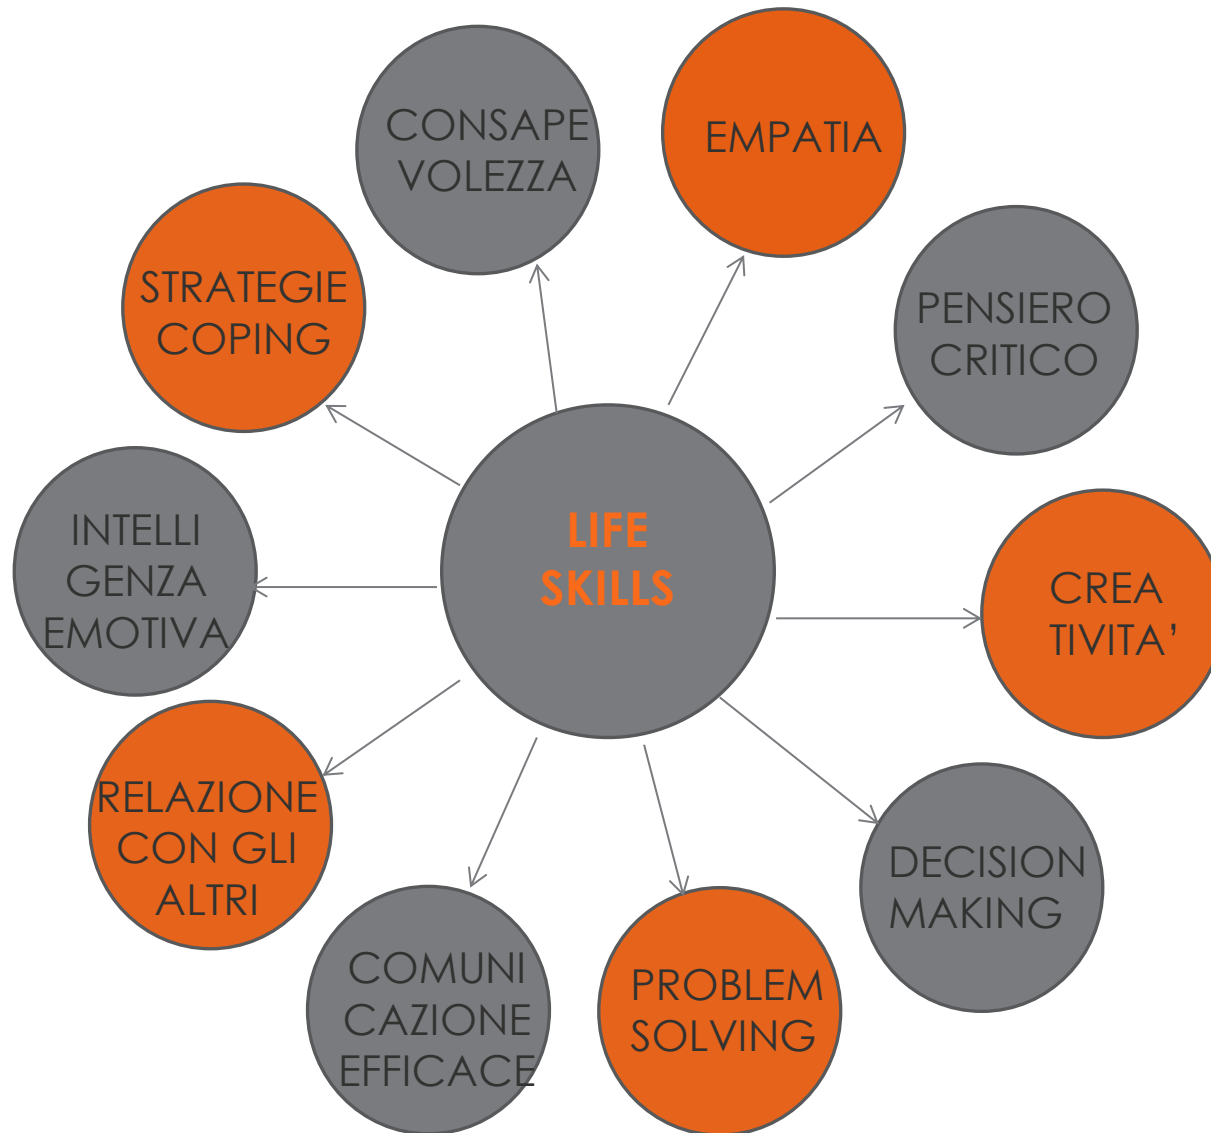 CONSAPE
VOLEZZA
EMPATIA
STRATEGIE
COPING
PENSIERO
CRITICO
INTELLI
GENZA
EMOTIVA
LIFE
SKILLS
CREA
TIVITA’
RELAZIONE
CON GLI
ALTRI
DECISION
MAKING
COMUNI
CAZIONE
EFFICACE
PROBLEM
SOLVING